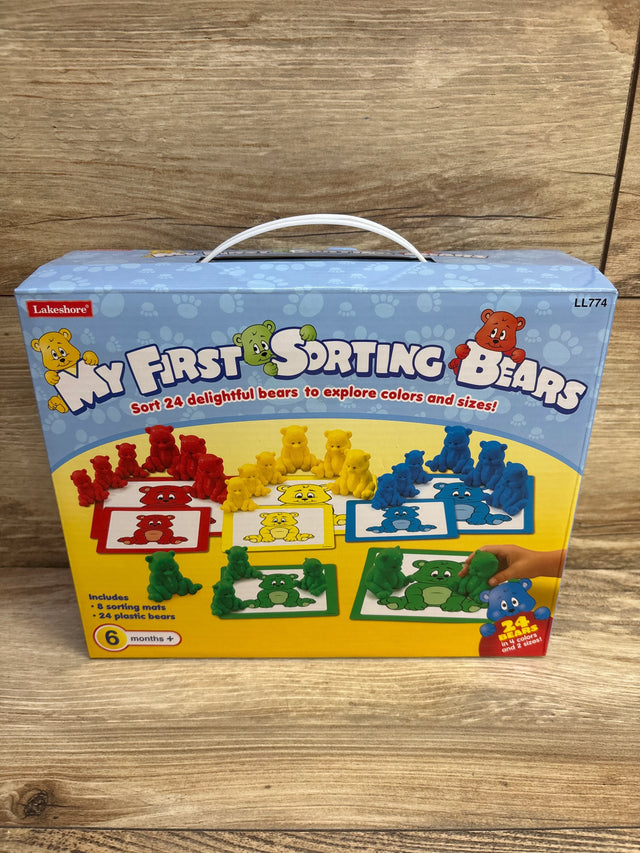 Lakeshore®
LL774
My First Sorting Bears
Sort 24 delightful bears to explore colors and sizes!
Includes
• 8 sorting mats
• 24 plastic bears
6 months +
24
BEARS
in 4 colors
and 2 sizes!